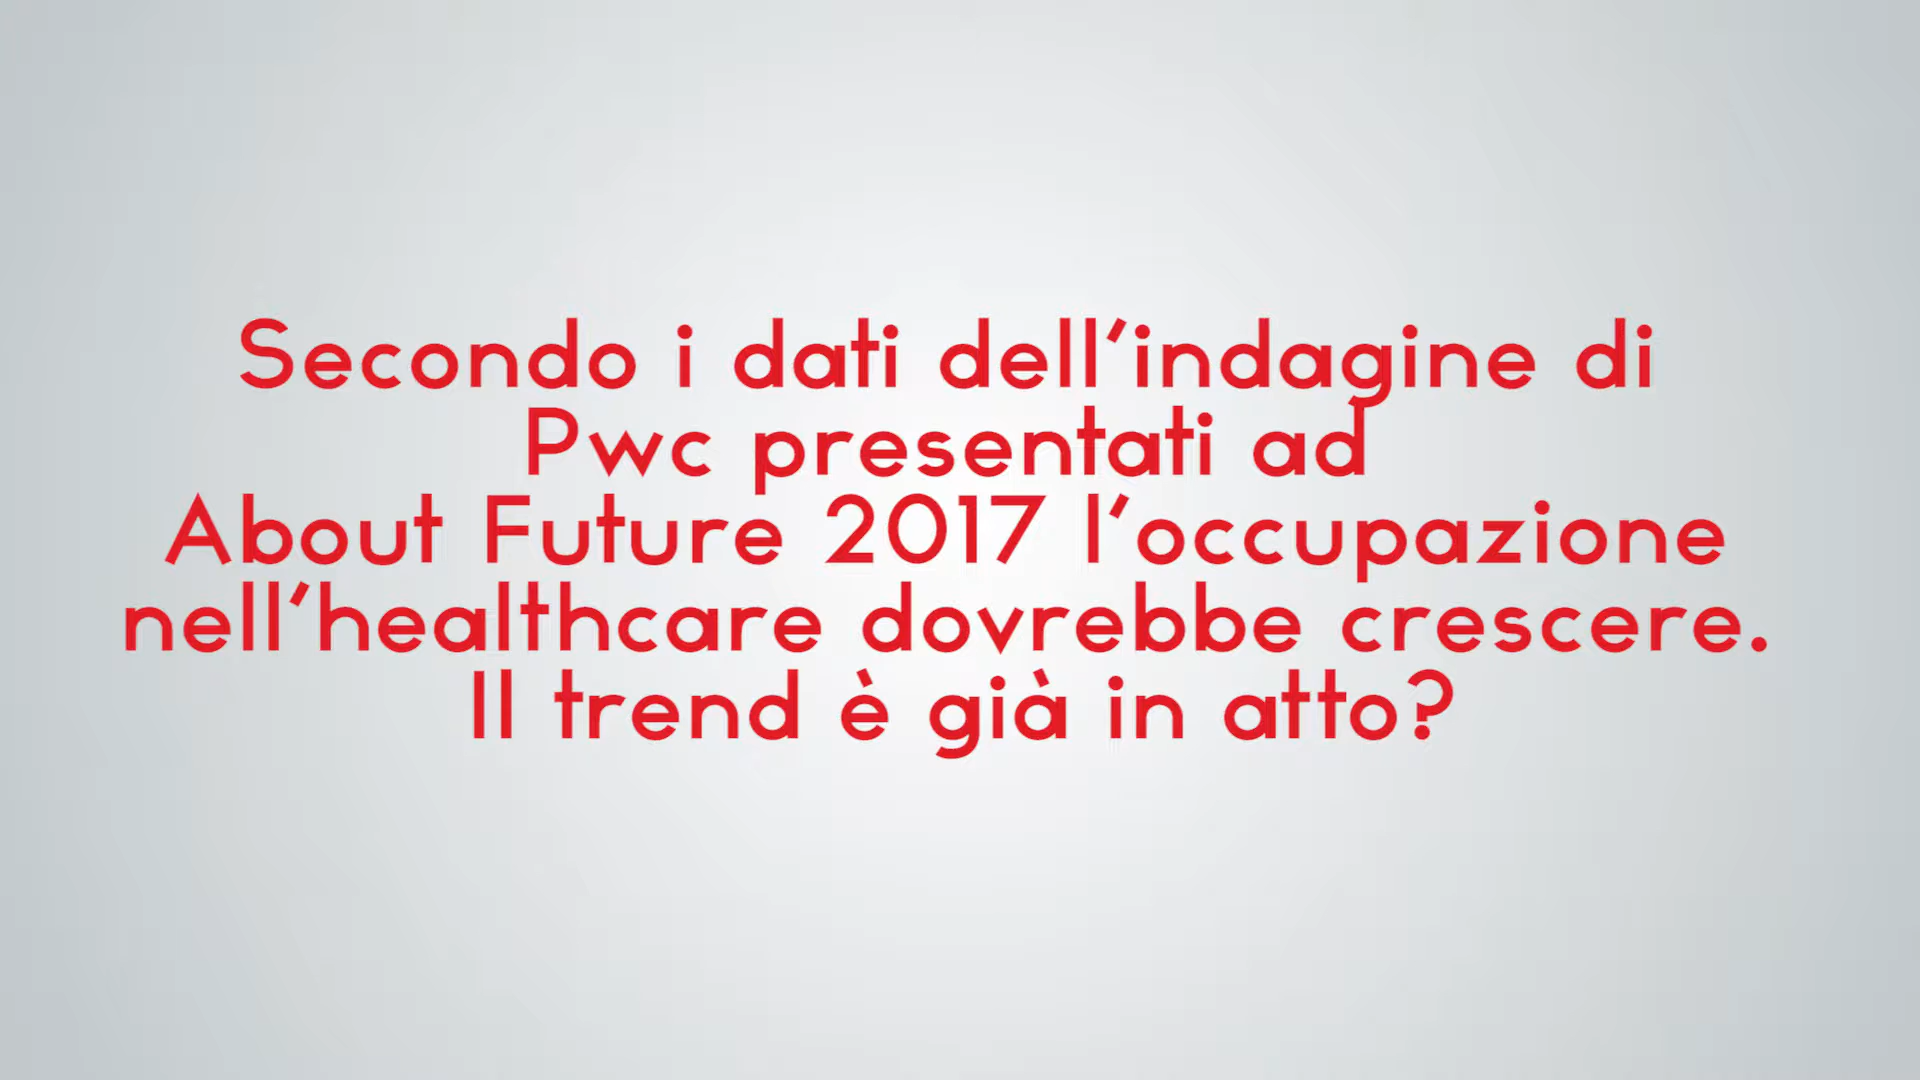 Secondo i dati dell'indagine di
Pwc presentati ad
About Future 2017 l'occupazione
nell'healthcare dovrebbe crescere.
Il trend è già in atto?